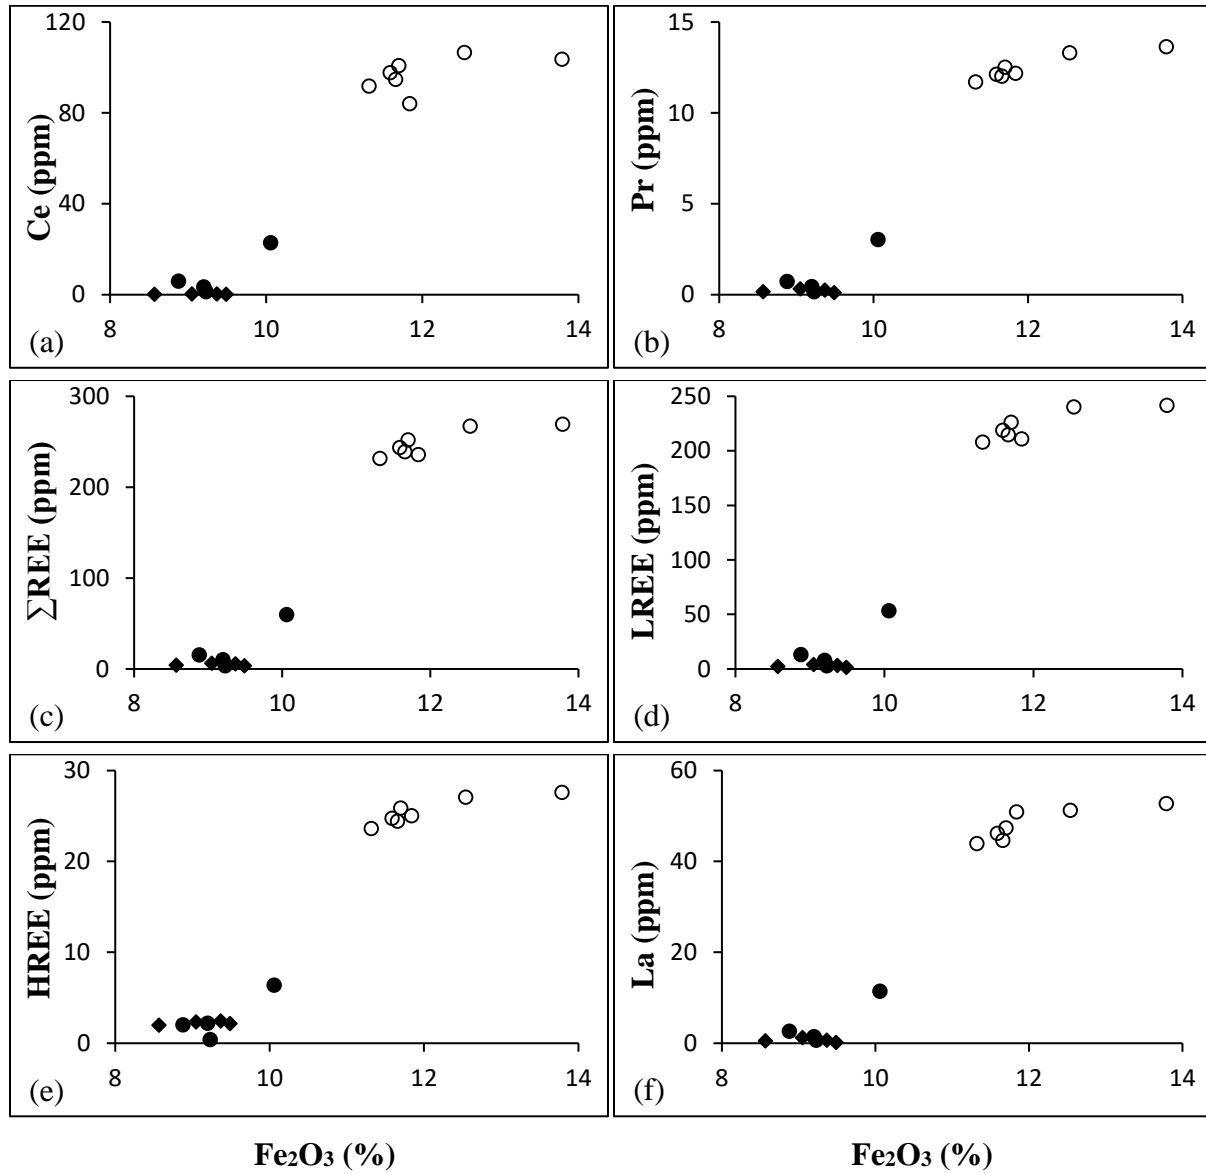 120
80
40
0
8 10 12 14
Ce (ppm)
(a)
15
10
5
0
8 10 12 14
Pr (ppm)
(b)
300
200
100
0
8 10 12 14
∑REE (ppm)
(c)
250
200
150
100
50
0
8 10 12 14
LREE (ppm)
(d)
30
20
10
0
8 10 12 14
HREE (ppm)
(e)
60
40
20
0
8 10 12 14
La (ppm)
(f)
Fe₂O₃ (%)
Fe₂O₃ (%)